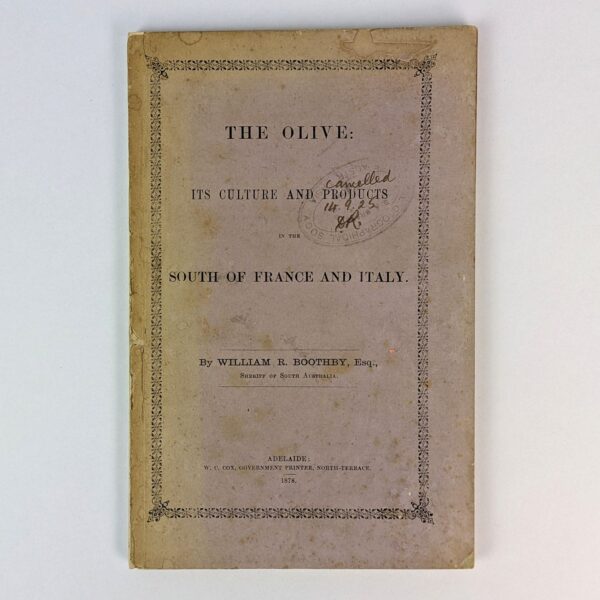 THE OLIVE:
ITS CULTURE AND PRODUCTS
IN THE
SOUTH OF FRANCE AND ITALY.
By WILLIAM R. BOOTHBY, Esq.,
SHERIFF OF SOUTH AUSTRALIA.
ADELAIDE:
W. C. COX, GOVERNMENT PRINTER, NORTH-TERRACE.
1878.
cancelled
14.9.25